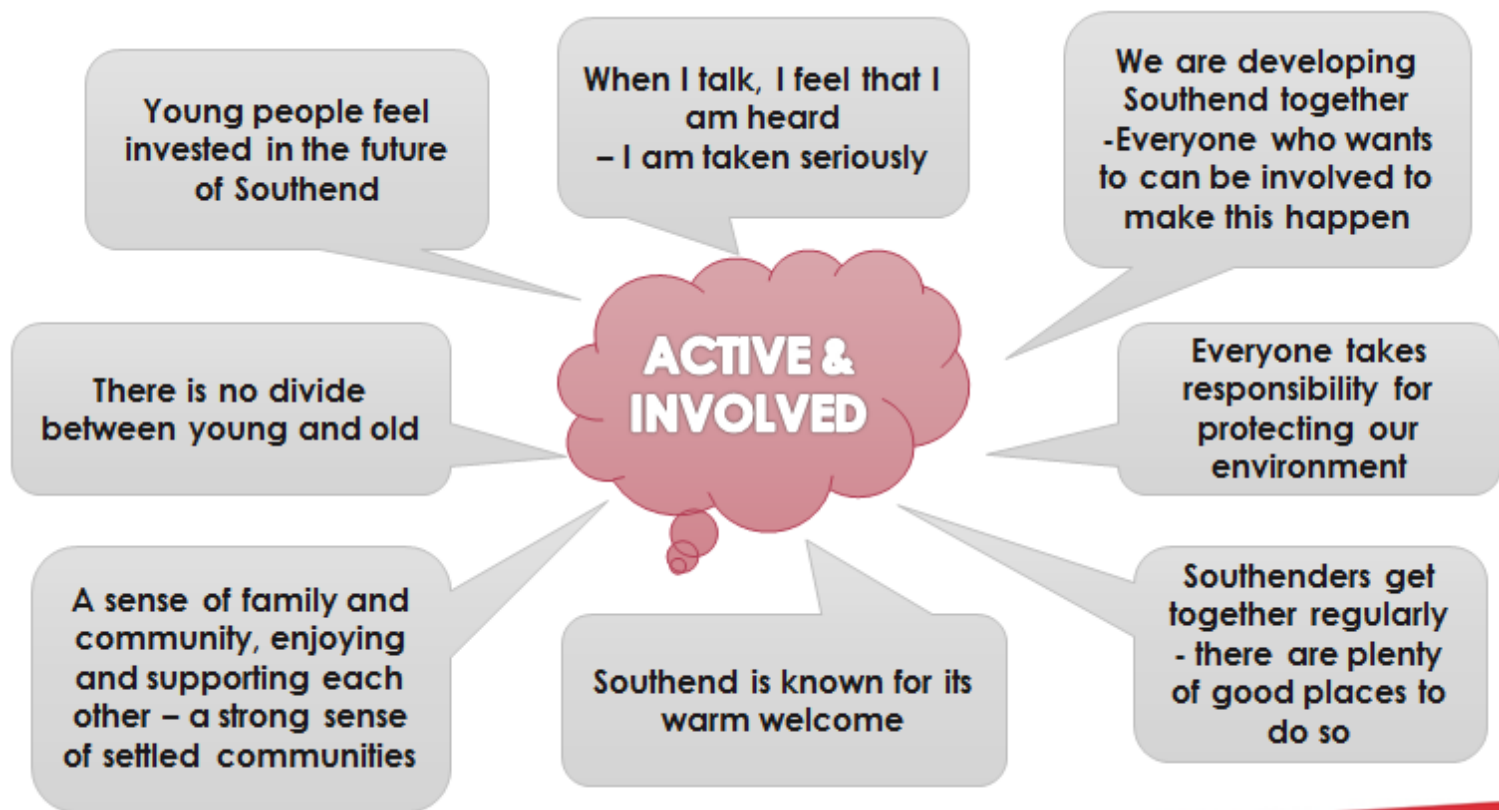 Young people feel
invested in the future
of Southend
When I talk, I feel that I
am heard
– I am taken seriously
We are developing
Southend together
-Everyone who wants
to can be involved to
make this happen
ACTIVE &
INVOLVED
There is no divide
between young and old
Everyone takes
responsibility for
protecting our
environment
A sense of family and
community, enjoying
and supporting each
other – a strong sense
of settled communities
Southend is known for its
warm welcome
Southenders get
together regularly
- there are plenty
of good places to
do so